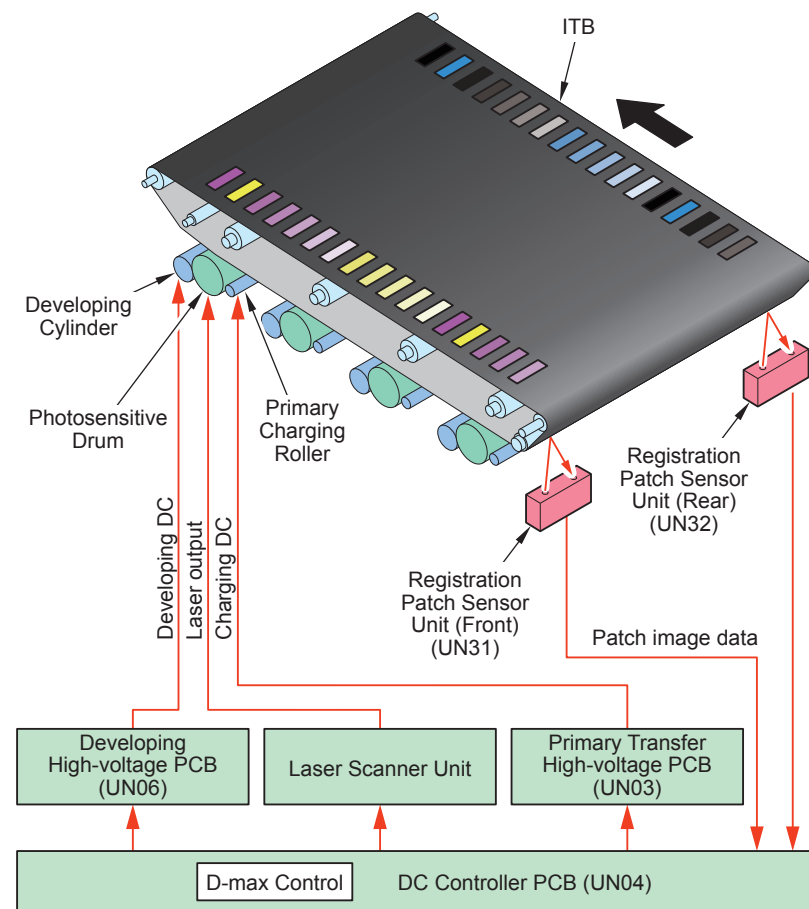 ITB
Developing
Cylinder
Photosensitive
Drum
Primary
Charging
Roller
Registration
Patch Sensor
Unit (Rear)
(UN32)
Registration
Patch Sensor
Unit (Front)
(UN31)
Developing DC
Laser output
Charging DC
Patch image data
Developing
High-voltage PCB
(UN06)
Laser Scanner Unit
Primary Transfer
High-voltage PCB
(UN03)
D-max Control
DC Controller PCB (UN04)